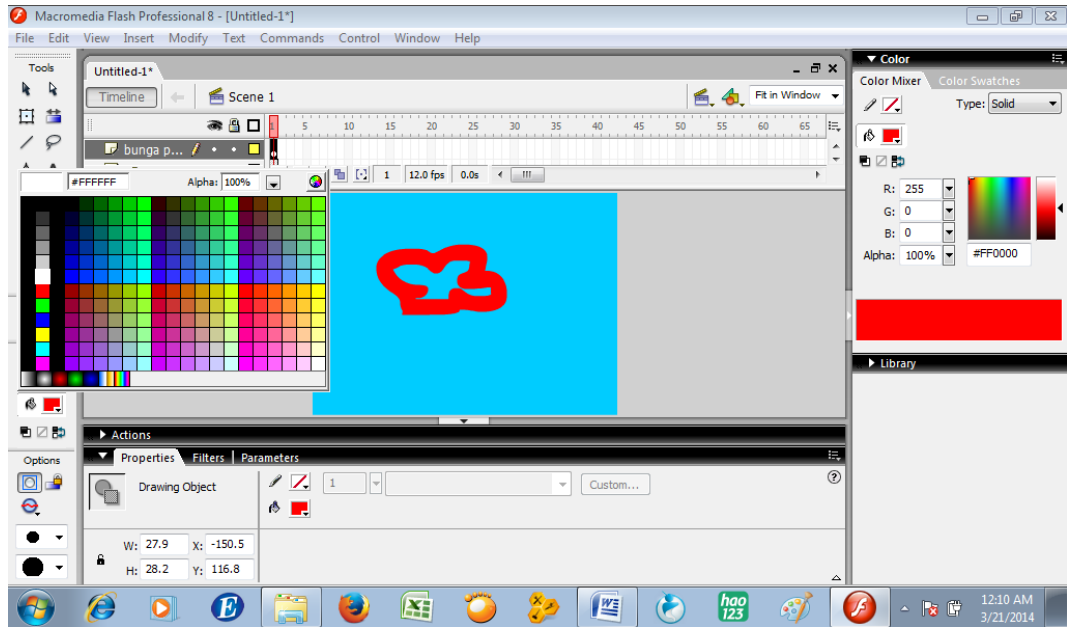 Macromedia Flash Professional 8 - [Untitled-1*]
File Edit View Insert Modify Text Commands Control Window Help
Tools
Untitled-1*
Timeline
Scene 1
Fit in Window
1 5 10 15 20 25 30 35 40 45 50 55 60 65
bunga p...
1 12.0 fps 0.0s
#FFFFFF Alpha: 100%
Color
Color Mixer Color Swatches
Type: Solid
R: 255
G: 0
B: 0
Alpha: 100% #FF0000
Library
Actions
Properties Filters Parameters
Options
Drawing Object
1
Custom...
W: 27.9 X: -150.5
H: 28.2 Y: 116.8
hao
123
12:10 AM
3/21/2014